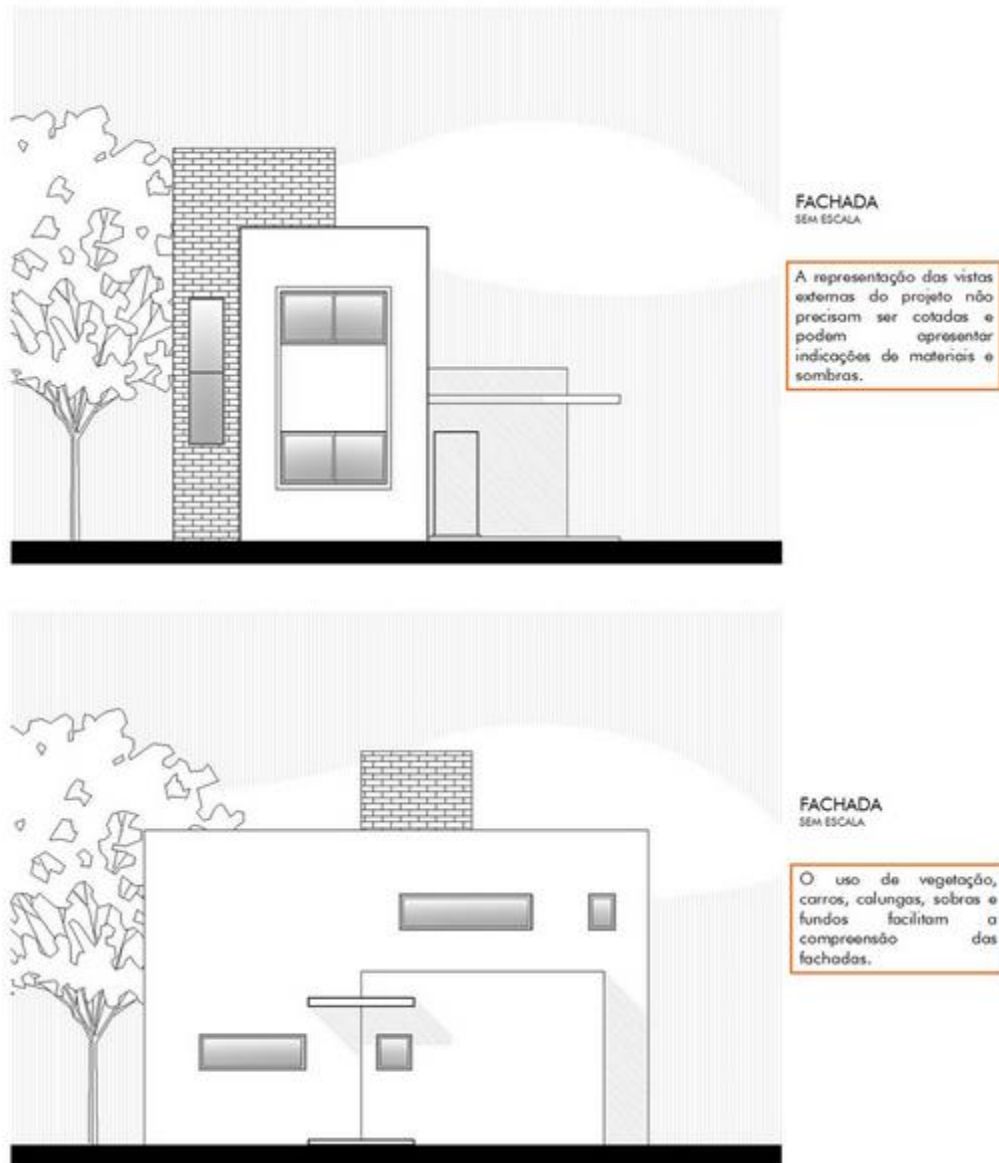 FACHADA
SEM ESCALA
A representação das vistas
externas do projeto não
precisam ser cotadas e
podem apresentar
indicações de materiais e
sombras.
FACHADA
SEM ESCALA
O uso de vegetação,
carros, calungas, sobras e
fundos facilitam a
compreensão das
fachadas.